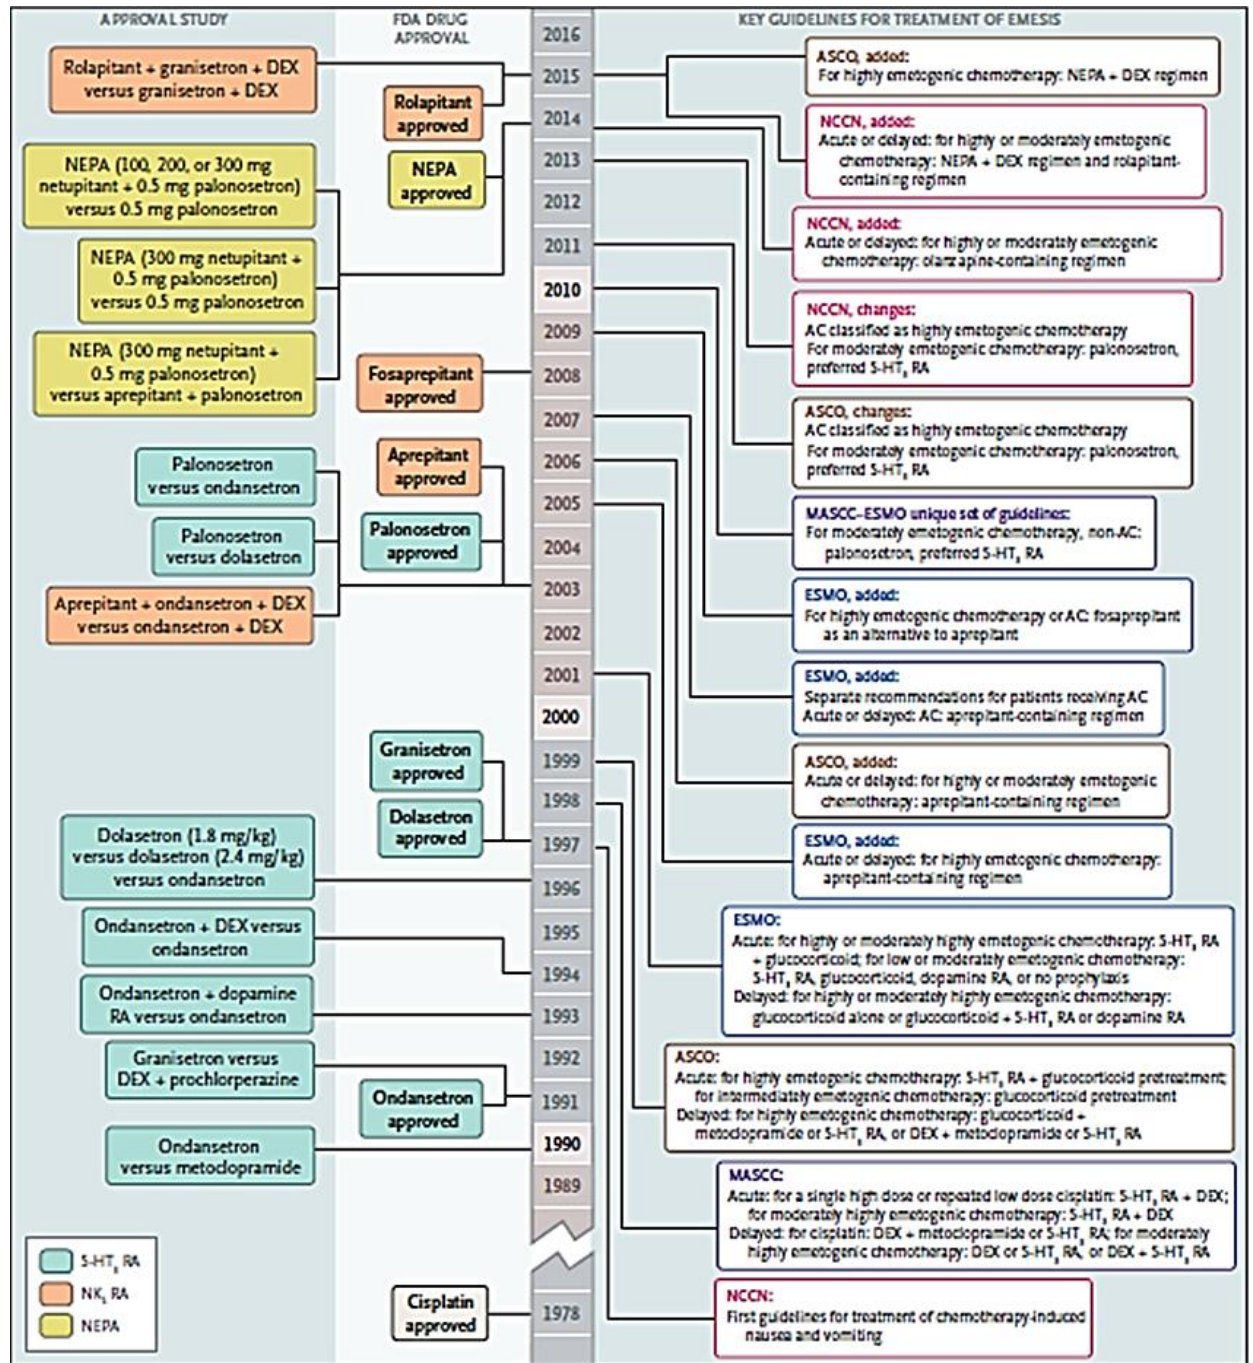 APPROVAL STUDY
FDA DRUG
APPROVAL
KEY GUIDELINES FOR TREATMENT OF EMESIS
Rolapitant + granisetron + DEX
versus granisetron + DEX
NEPA (100, 200, or 300 mg
netupitant + 0.5 mg palonosetron)
versus 0.5 mg palonosetron
NEPA (300 mg netupitant +
0.5 mg palonosetron)
versus 0.5 mg palonosetron
NEPA (300 mg netupitant +
0.5 mg palonosetron)
versus aprepitant + palonosetron
Palonosetron
versus ondansetron
Palonosetron
versus dolasetron
Aprepitant + ondansetron + DEX
versus ondansetron + DEX
Dolasetron (1.8 mg/kg)
versus dolasetron (2.4 mg/kg)
versus ondansetron
Ondansetron + DEX versus
ondansetron
Ondansetron + dopamine
RA versus ondansetron
Granisetron versus
DEX + prochlorperazine
Ondansetron
versus metoclopramide
5-HT₃ RA
NK₁ RA
NEPA
Rolapitant
approved
NEPA
approved
Fosaprepitant
approved
Aprepitant
approved
Palonosetron
approved
Granisetron
approved
Dolasetron
approved
Ondansetron
approved
Cisplatin
approved
2016
2015
2014
2013
2012
2011
2010
2009
2008
2007
2006
2005
2004
2003
2002
2001
2000
1999
1998
1997
1996
1995
1994
1993
1992
1991
1990
1989
1978
ASCO, added:
For highly emetogenic chemotherapy: NEPA + DEX regimen
NCCN, added:
Acute or delayed: for highly or moderately emetogenic
chemotherapy: NEPA + DEX regimen and rolapitant-
containing regimen
NCCN, added:
Acute or delayed: for highly or moderately emetogenic
chemotherapy: olanzapine-containing regimen
NCCN, changes:
AC classified as highly emetogenic chemotherapy
For moderately emetogenic chemotherapy: palonosetron,
preferred 5-HT₃ RA
ASCO, changes:
AC classified as highly emetogenic chemotherapy
For moderately emetogenic chemotherapy: palonosetron,
preferred 5-HT₃ RA
MASCC–ESMO unique set of guidelines:
For moderately emetogenic chemotherapy, non-AC:
palonosetron, preferred 5-HT₃ RA
ESMO, added:
For highly emetogenic chemotherapy or AC: fosaprepitant
as an alternative to aprepitant
ESMO, added:
Separate recommendations for patients receiving AC
Acute or delayed: AC: aprepitant-containing regimen
ASCO, added:
Acute or delayed: for highly or moderately emetogenic
chemotherapy: aprepitant-containing regimen
ESMO, added:
Acute or delayed: for highly emetogenic chemotherapy:
aprepitant-containing regimen
ESMO:
Acute: for highly or moderately highly emetogenic chemotherapy: 5-HT₃ RA
+ glucocorticoid; for low or moderately emetogenic chemotherapy:
5-HT₃ RA, glucocorticoid, dopamine RA, or no prophylaxis
Delayed: for highly or moderately highly emetogenic chemotherapy:
glucocorticoid alone or glucocorticoid + 5-HT₃ RA or dopamine RA
ASCO:
Acute: for highly emetogenic chemotherapy: 5-HT₃ RA + glucocorticoid pretreatment;
for intermediately emetogenic chemotherapy: glucocorticoid pretreatment
Delayed: for highly emetogenic chemotherapy: glucocorticoid +
metoclopramide or 5-HT₃ RA, or DEX + metoclopramide or 5-HT₃ RA
MASCC:
Acute: for a single high dose or repeated low dose cisplatin: 5-HT₃ RA + DEX;
for moderately highly emetogenic chemotherapy: 5-HT₃ RA + DEX
Delayed: for cisplatin: DEX + metoclopramide or 5-HT₃ RA; for moderately
highly emetogenic chemotherapy: DEX or 5-HT₃ RA, or DEX + 5-HT₃ RA
NCCN:
First guidelines for treatment of chemotherapy-induced
nausea and vomiting